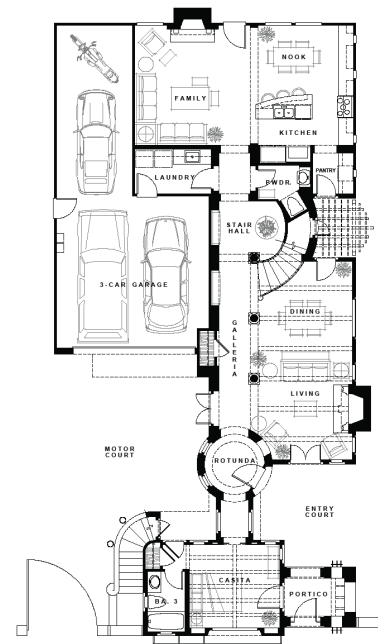 NOOK
FAMILY
KITCHEN
LAUNDRY
PWDR.
PANTRY
STAIR
HALL
3-CAR GARAGE
DINING
GALLERIA
LIVING
MOTOR
COURT
ROTUNDA
ENTRY
COURT
CASITA
BA. 3
PORTICO